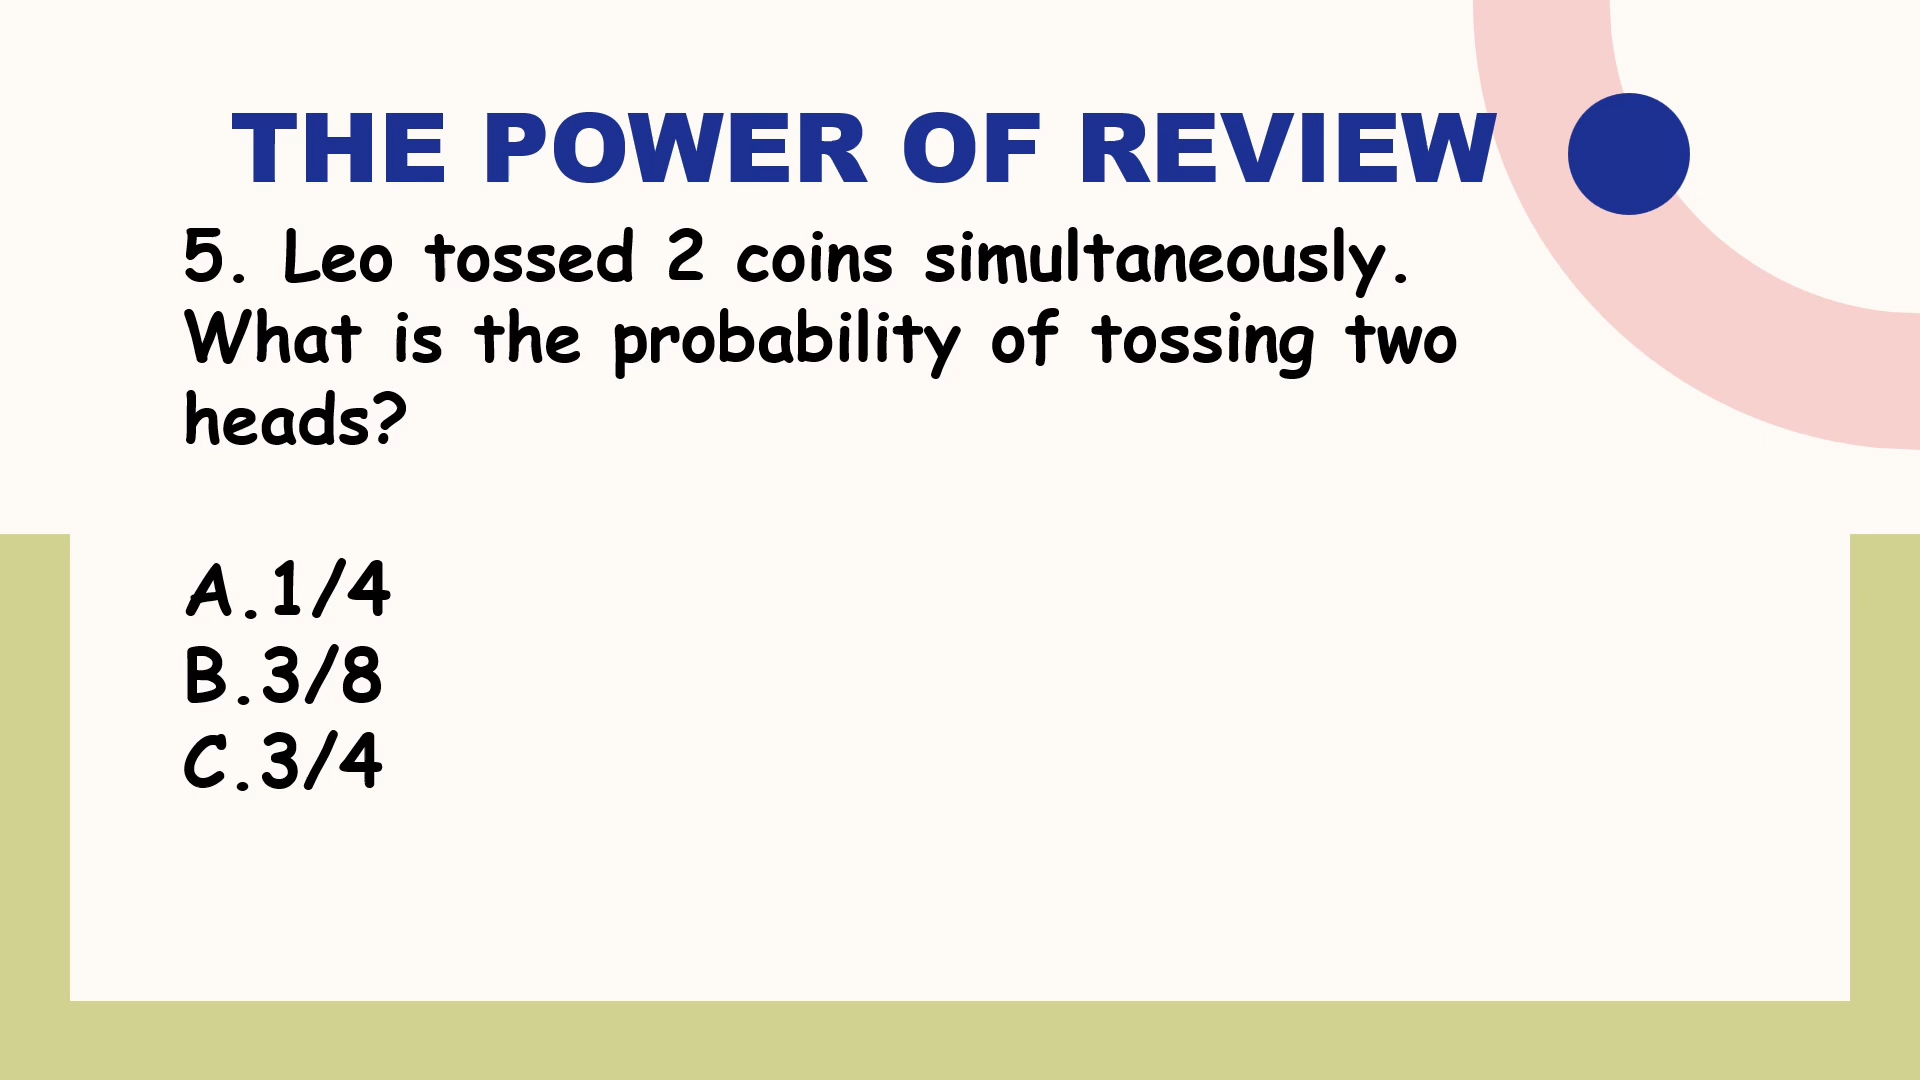 THE POWER OF REVIEW
5. Leo tossed 2 coins simultaneously.
What is the probability of tossing two
heads?
A.1/4
B.3/8
C.3/4